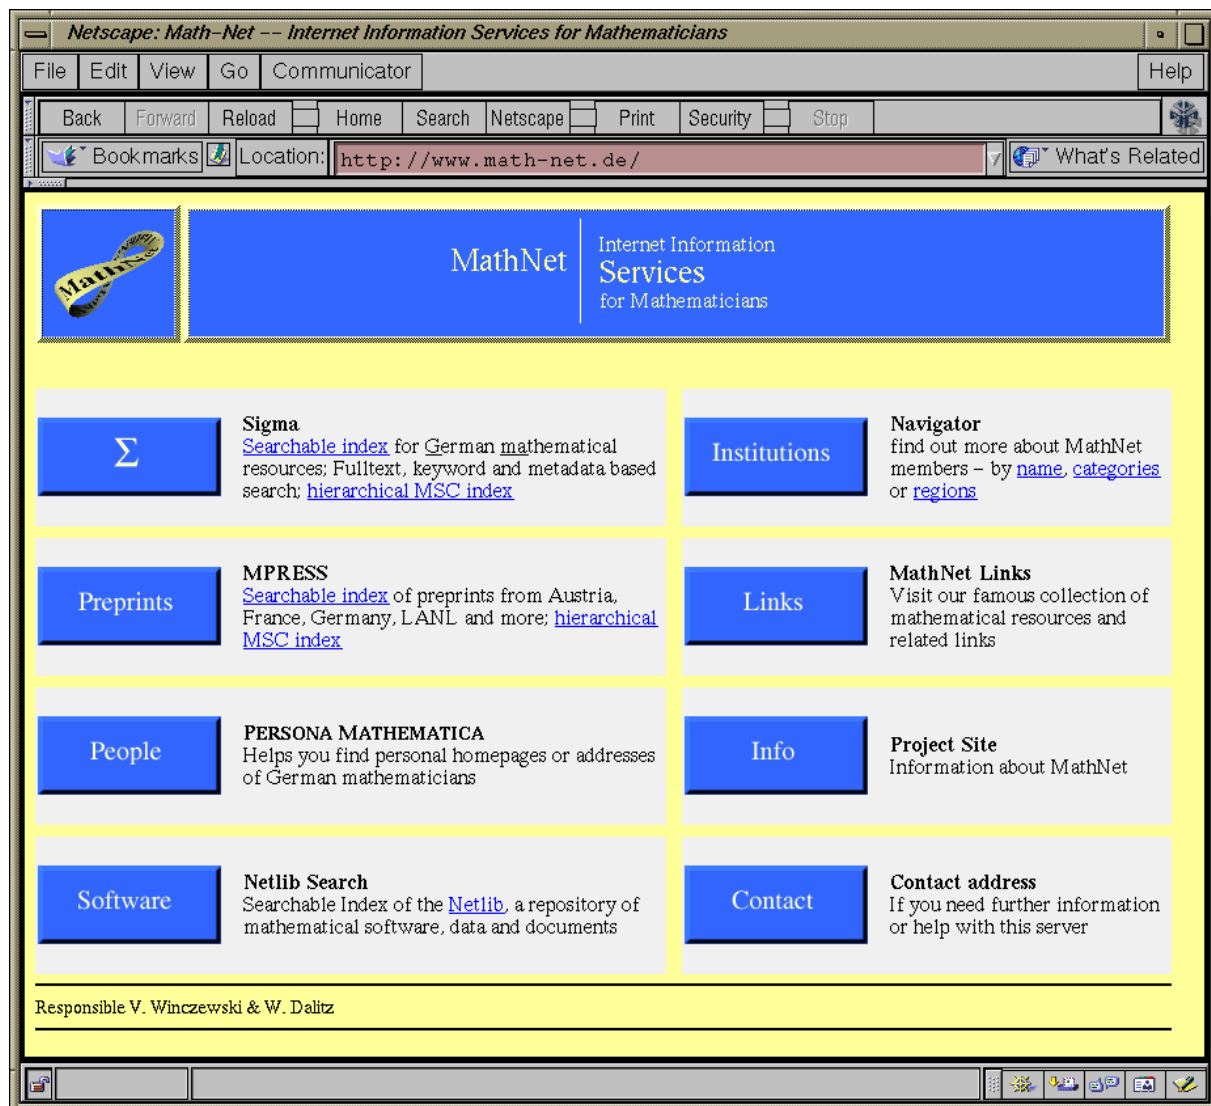 Netscape: Math-Net -- Internet Information Services for Mathematicians
File Edit View Go Communicator Help
Back Forward Reload Home Search Netscape Print Security Stop
Bookmarks Location: http://www.math-net.de/ What's Related
MathNet
MathNet
Internet Information
Services
for Mathematicians
Σ
Sigma
Searchable index for German mathematical
resources; Fulltext, keyword and metadata based
search; hierarchical MSC index
Institutions
Navigator
find out more about MathNet
members – by name, categories
or regions
Preprints
MPRESS
Searchable index of preprints from Austria,
France, Germany, LANL and more; hierarchical
MSC index
Links
MathNet Links
Visit our famous collection of
mathematical resources and
related links
People
PERSONA MATHEMATICA
Helps you find personal homepages or addresses
of German mathematicians
Info
Project Site
Information about MathNet
Software
Netlib Search
Searchable Index of the Netlib, a repository of
mathematical software, data and documents
Contact
Contact address
If you need further information
or help with this server
Responsible V. Winczewski & W. Dalitz